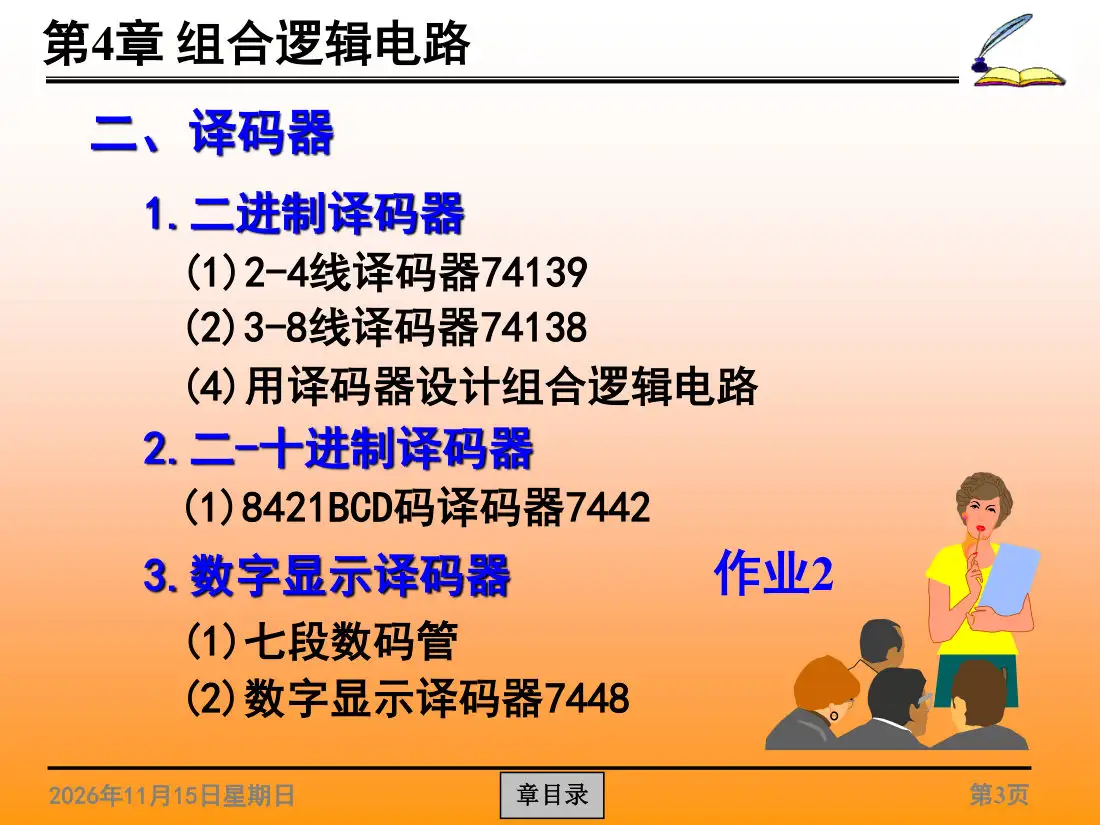 第4章 组合逻辑电路
二、译码器
1.二进制译码器
(1)2-4线译码器74139
(2)3-8线译码器74138
(4)用译码器设计组合逻辑电路
2.二-十进制译码器
(1)8421BCD码译码器7442
3.数字显示译码器
作业2
(1)七段数码管
(2)数字显示译码器7448
2026年11月15日星期日
章目录
第3页